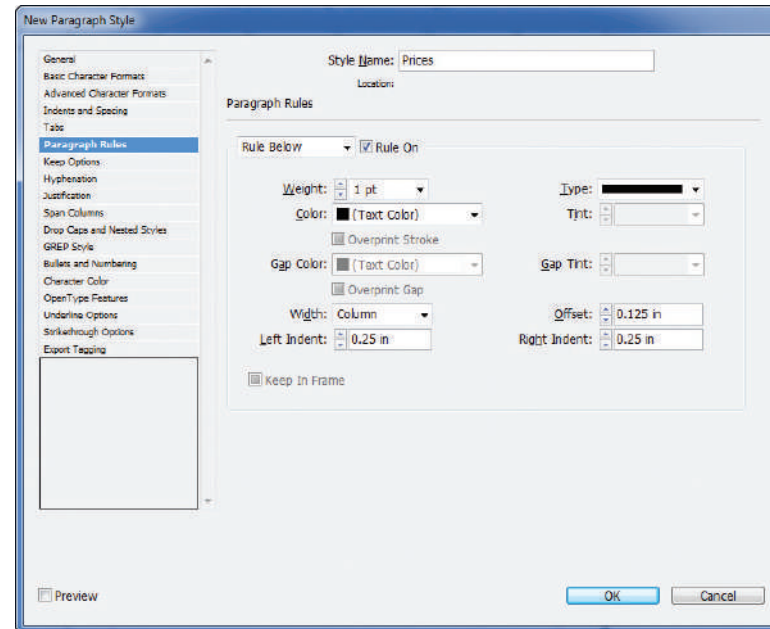 New Paragraph Style
General
Basic Character Formats
Advanced Character Formats
Indents and Spacing
Tabs
Paragraph Rules
Keep Options
Hyphenation
Justification
Span Columns
Drop Caps and Nested Styles
GREP Style
Bullets and Numbering
Character Color
OpenType Features
Underline Options
Strikethrough Options
Export Tagging
Style Name: Prices
Location:
Paragraph Rules
Rule Below Rule On
Weight: 1 pt Type:
Color: (Text Color) Tint:
Overprint Stroke
Gap Color: (Text Color) Gap Tint:
Overprint Gap
Width: Column Offset: 0.125 in
Left Indent: 0.25 in Right Indent: 0.25 in
Keep In Frame
Preview OK Cancel